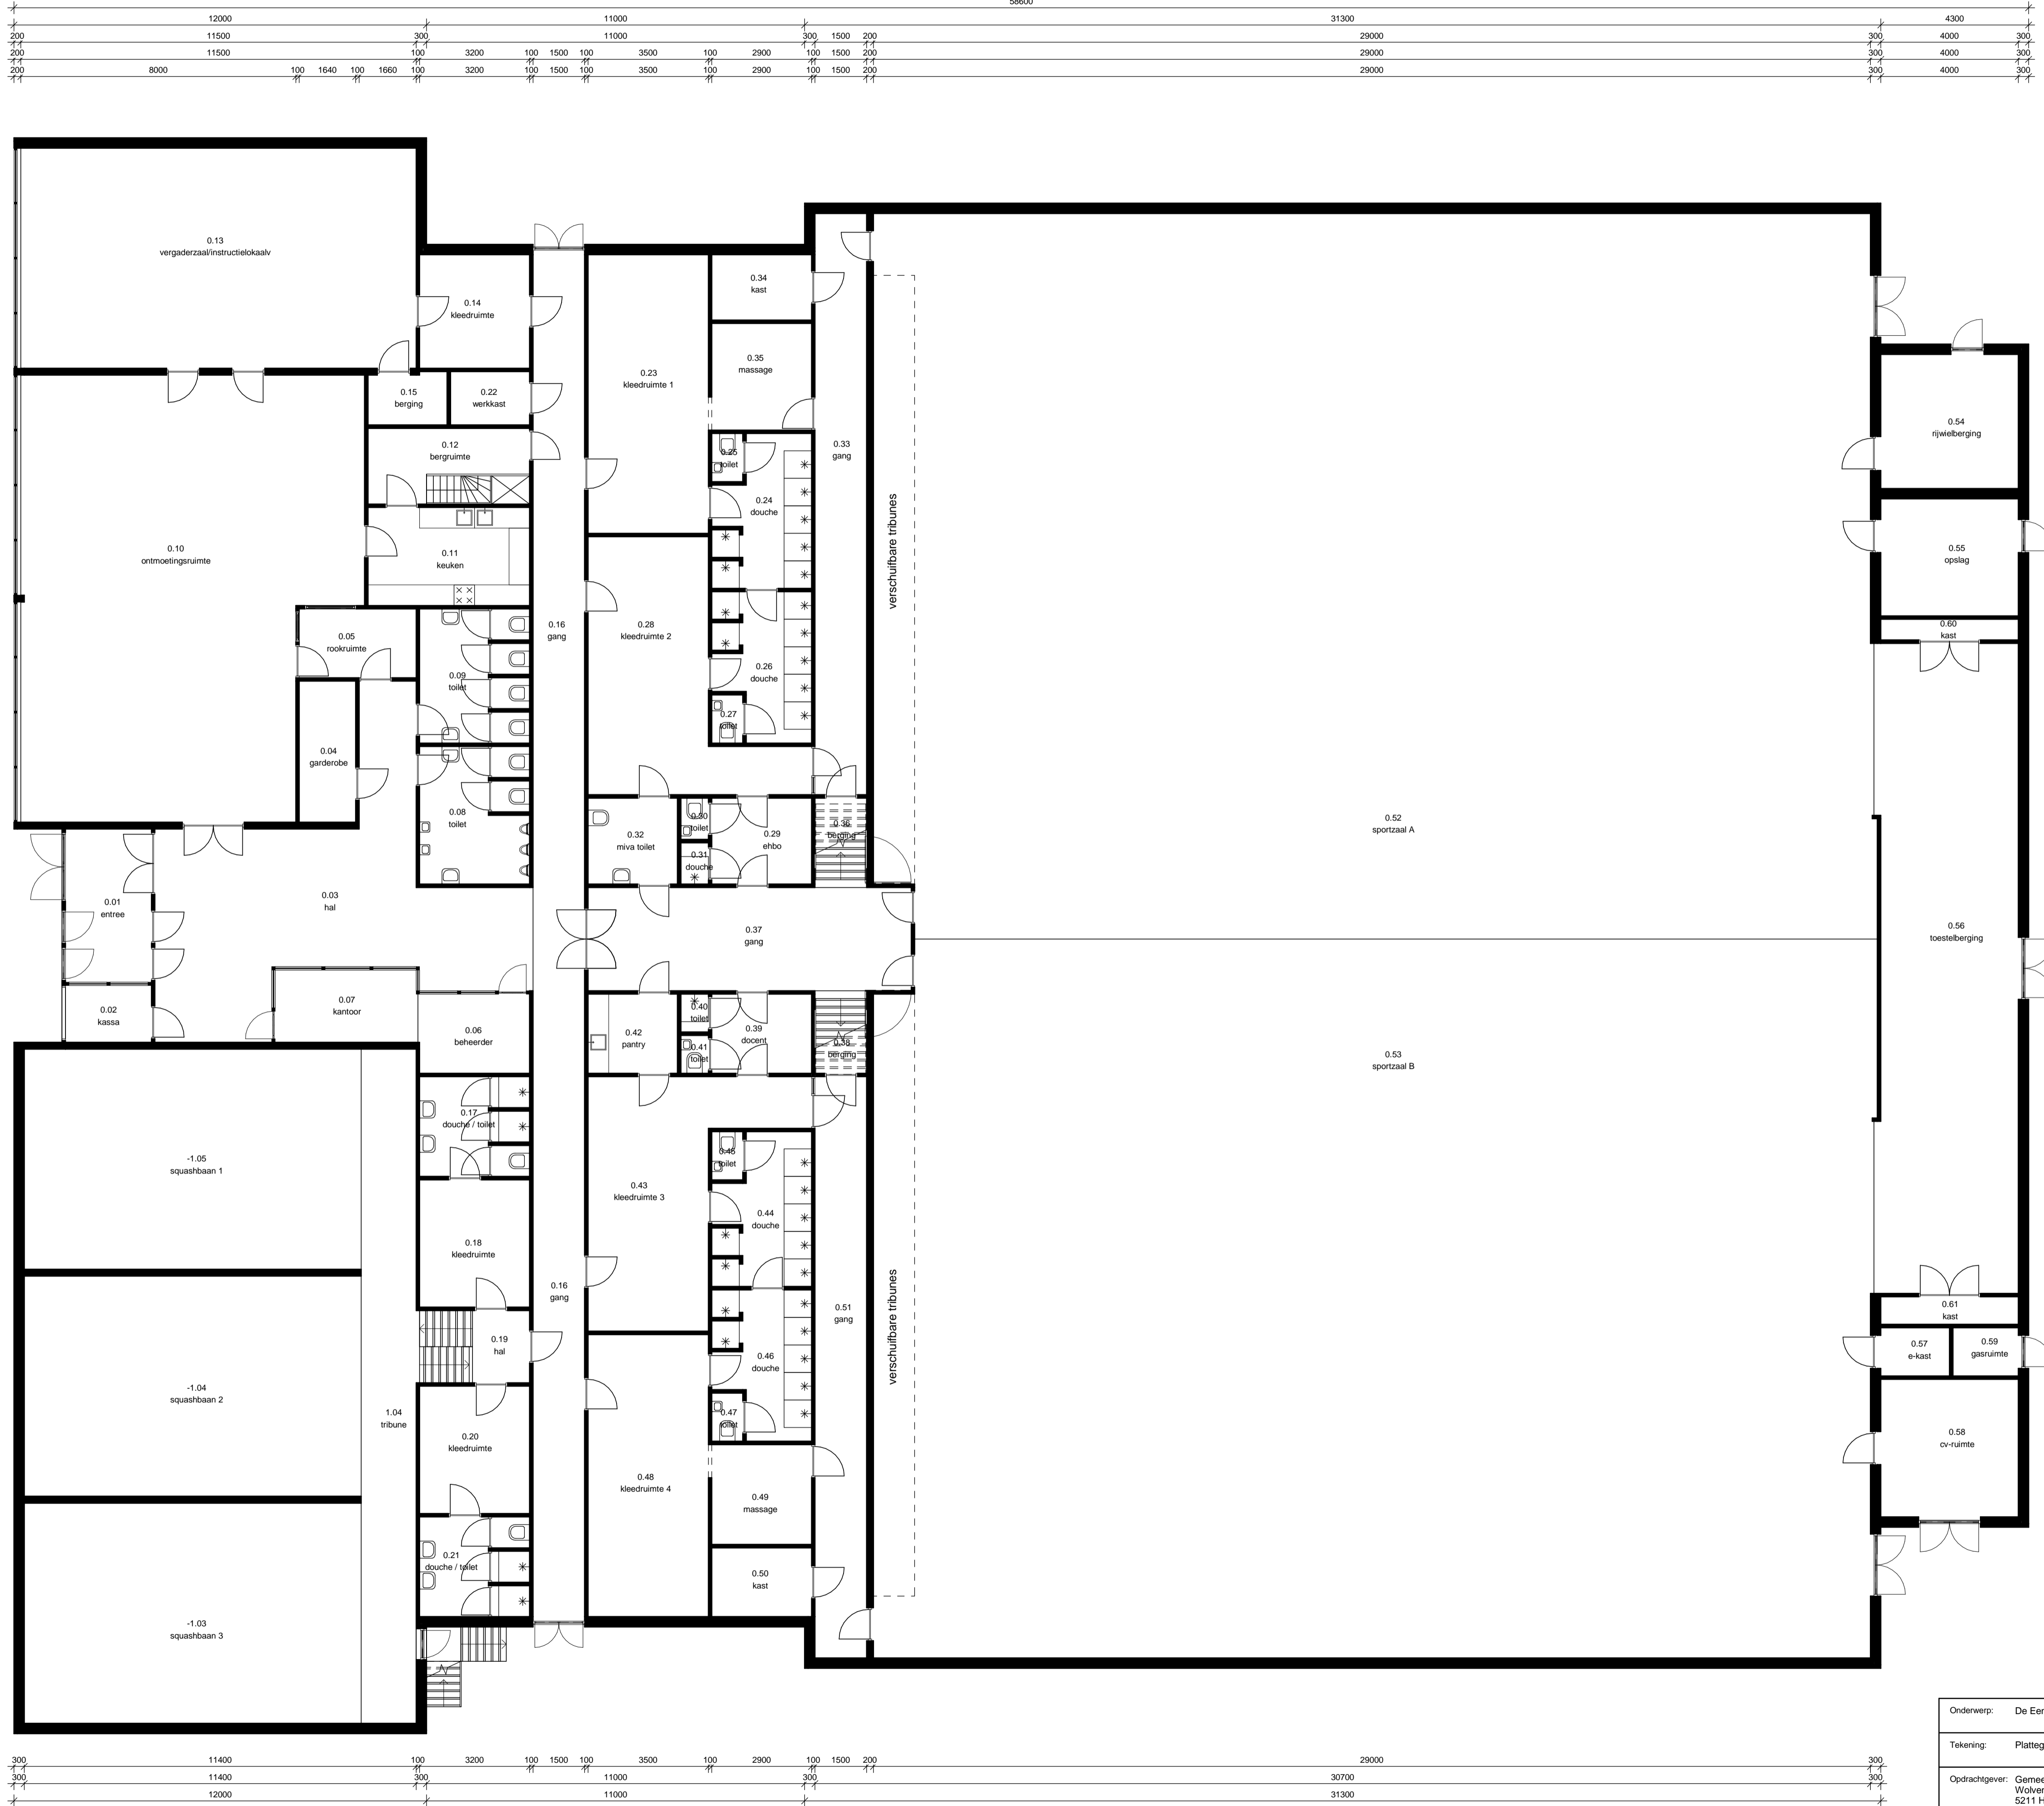 58600
12000 11000 31300 4300
200 11500 300 11000 300 1500 200 29000 300 4000 300
200 11500 100 3200 100 1500 100 3500 100 2900 100 1500 200 29000 300 4000 300
200 8000 100 1640 100 1660 100 3200 100 1500 100 3500 100 2900 100 1500 200 29000 300 4000 300
0.13
vergaderzaal/instructielokaalv
0.14
kleedruimte
0.15
berging
0.22
werkkast
0.12
bergruimte
0.11
keuken
0.10
ontmoetingsruimte
0.05
rookruimte
0.04
garderobe
0.09
toilet
0.08
toilet
0.16
gang
0.01
entree
0.02
kassa
0.03
hal
0.07
kantoor
0.06
beheerder
0.23
kleedruimte 1
0.34
kast
0.35
massage
0.25
toilet
0.24
douche
0.33
gang
0.28
kleedruimte 2
0.26
douche
0.27
toilet
0.32
miva toilet
0.30
toilet
0.31
douche
0.29
ehbo
0.36
berging
0.37
gang
0.42
pantry
0.40
toilet
0.41
toilet
0.39
docent
0.38
berging
verschuifbare tribunes
0.52
sportzaal A
0.53
sportzaal B
verschuifbare tribunes
0.54
rijwielberging
0.55
opslag
0.60
kast
0.56
toestelberging
0.61
kast
0.57
e-kast
0.59
gasruimte
0.58
cv-ruimte
-1.05
squashbaan 1
-1.04
squashbaan 2
-1.03
squashbaan 3
1.04
tribune
0.17
douche / toilet
0.18
kleedruimte
0.19
hal
0.20
kleedruimte
0.21
douche / toilet
0.16
gang
0.43
kleedruimte 3
0.45
toilet
0.44
douche
0.46
douche
0.47
toilet
0.48
kleedruimte 4
0.49
massage
0.50
kast
0.51
gang
300 11400 100 3200 100 1500 100 3500 100 2900 100 1500 200 29000 300
300 11400 300 11000 300 30700 300
12000 11000 31300
Onderwerp: De Eer
Tekening: Platteg
Opdrachtgever: Gemee
Wolver